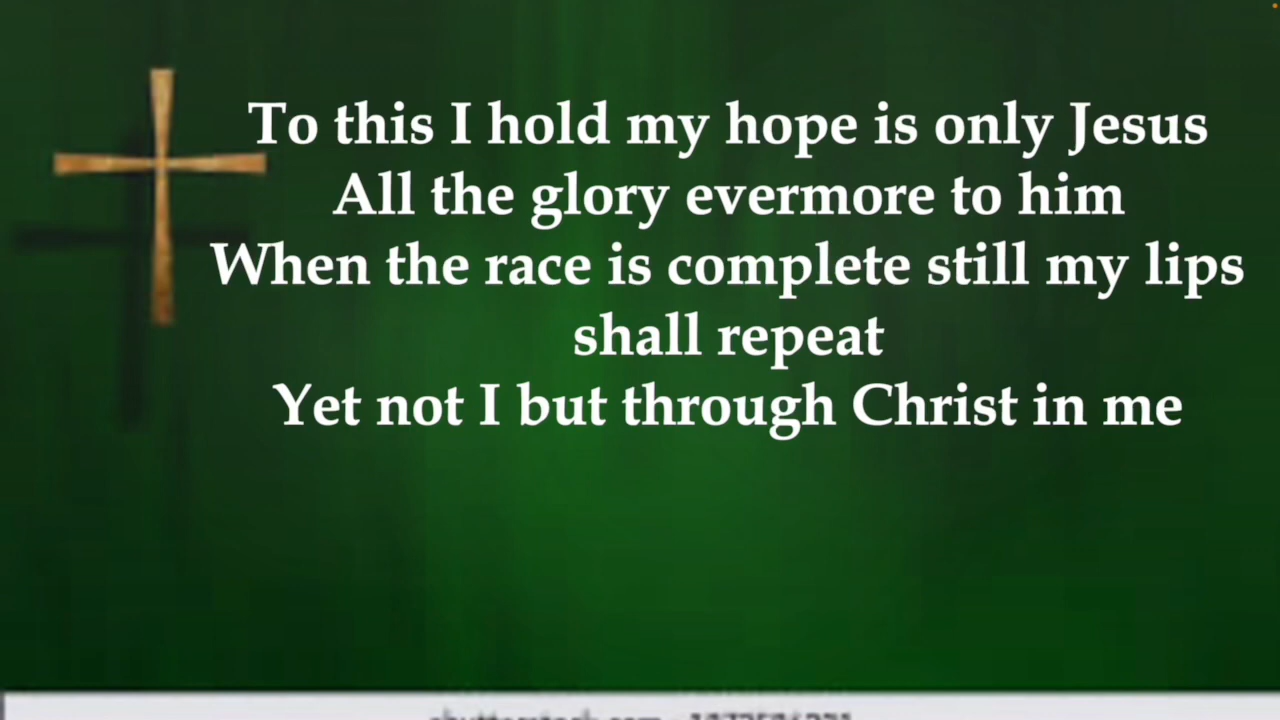 To this I hold my hope is only Jesus
All the glory evermore to him
When the race is complete still my lips
shall repeat
Yet not I but through Christ in me